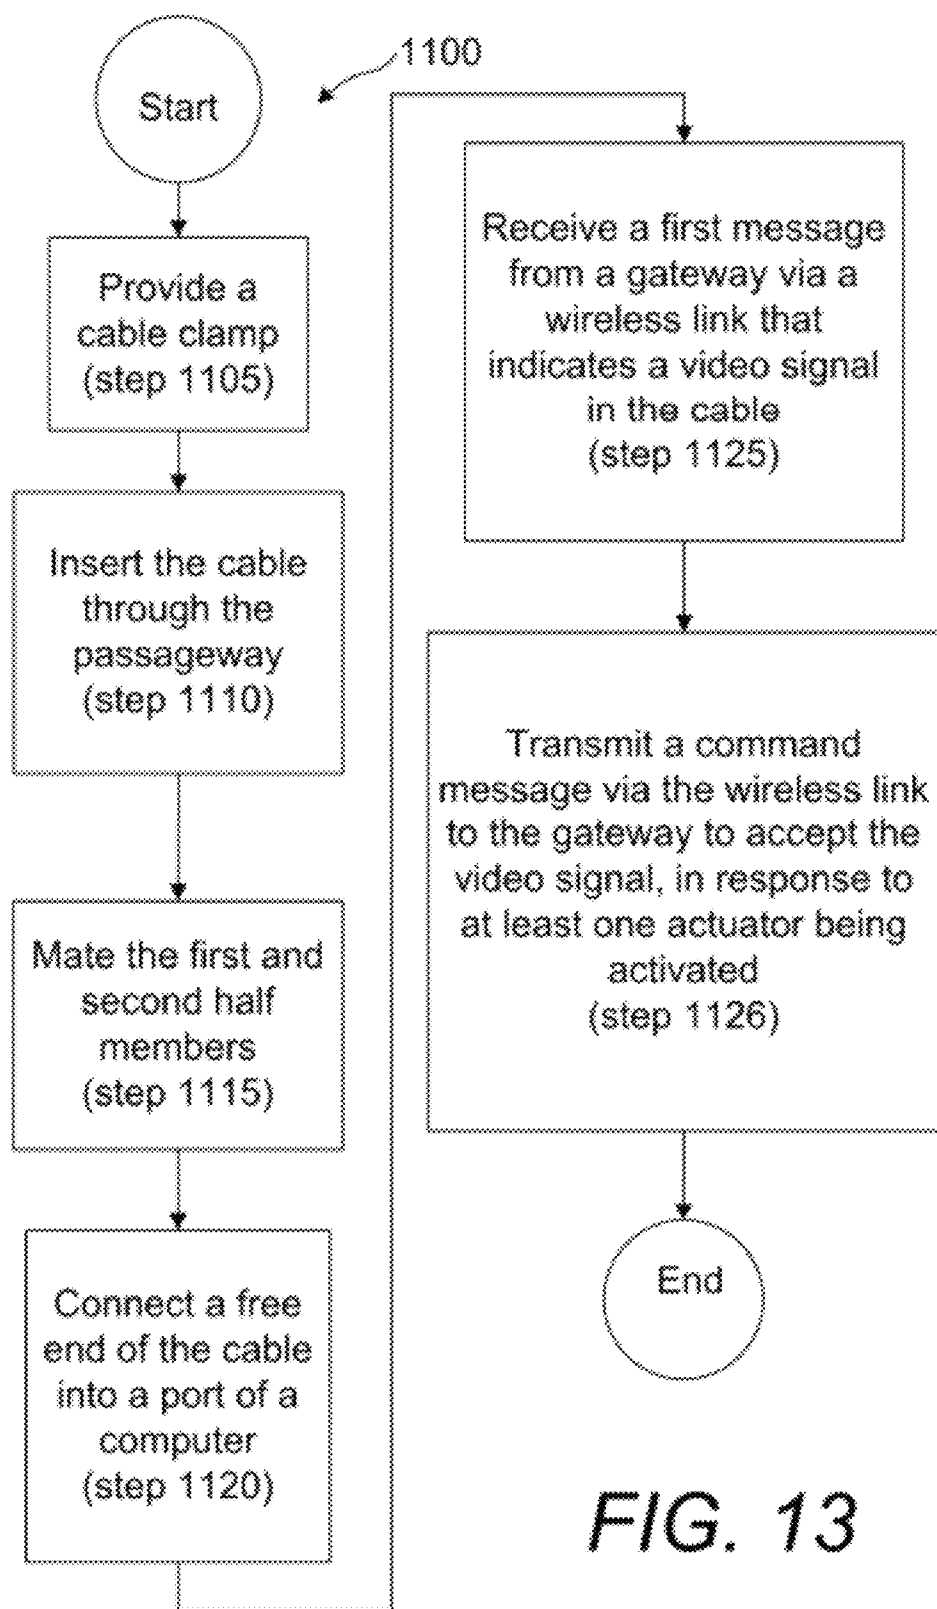 Start
1100
Provide a
cable clamp
(step 1105)
Insert the cable
through the
passageway
(step 1110)
Mate the first and
second half
members
(step 1115)
Connect a free
end of the cable
into a port of a
computer
(step 1120)
Receive a first message
from a gateway via a
wireless link that
indicates a video signal
in the cable
(step 1125)
Transmit a command
message via the wireless link
to the gateway to accept the
video signal, in response to
at least one actuator being
activated
(step 1126)
End
FIG. 13